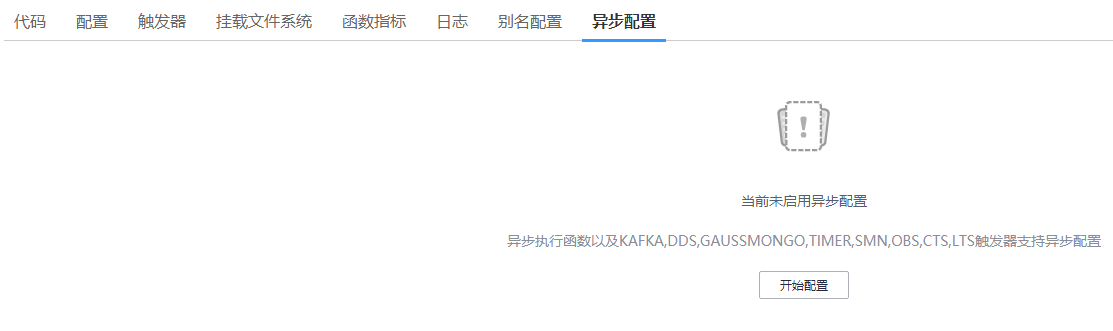 代码 配置 触发器 挂载文件系统 函数指标 日志 别名配置 异步配置
当前未启用异步配置
异步执行函数以及KAFKA,DDS,GAUSSMONGO,TIMER,SMN,OBS,CTS,LTS触发器支持异步配置
开始配置